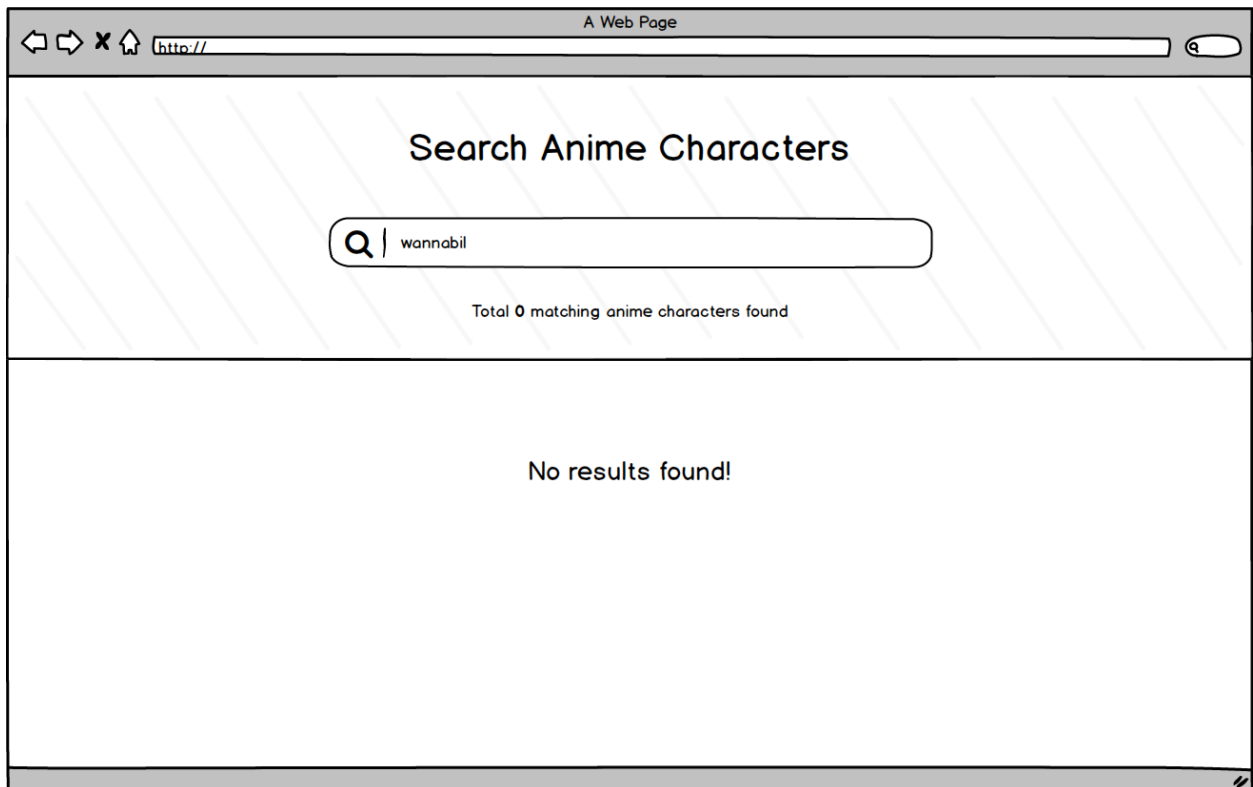 A Web Page
http://
Search Anime Characters
wannabil
Total 0 matching anime characters found
No results found!